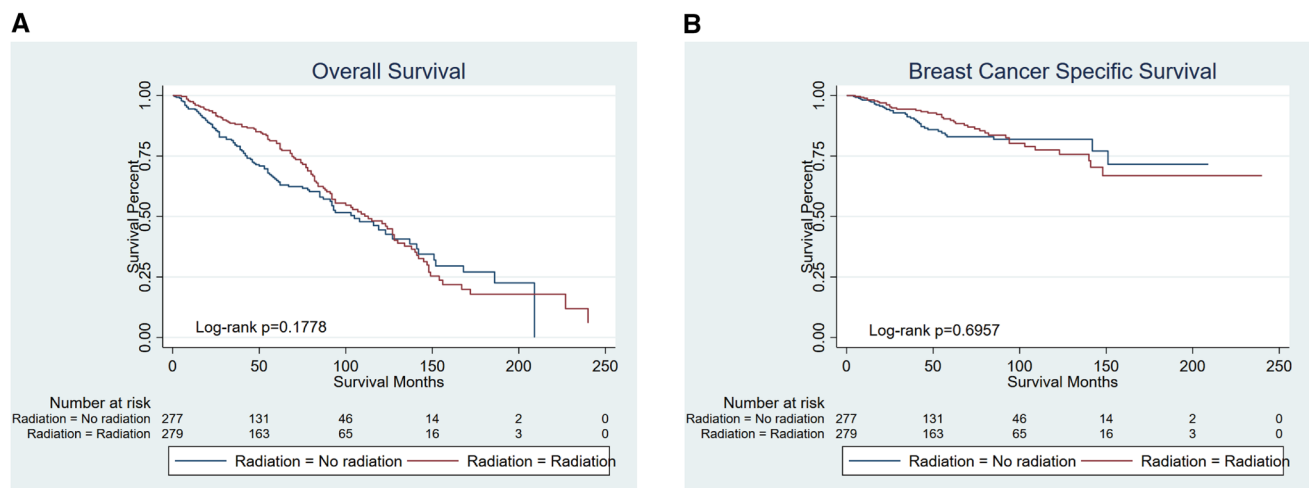 A
Overall Survival
Survival Percent
1.00
0.75
0.50
0.25
0.00
Log-rank p=0.1778
0 50 100 150 200 250
Survival Months
Number at risk
Radiation = No radiation 277 131 46 14 2 0
Radiation = Radiation 279 163 65 16 3 0
Radiation = No radiation Radiation = Radiation
B
Breast Cancer Specific Survival
Survival Percent
1.00
0.75
0.50
0.25
0.00
Log-rank p=0.6957
0 50 100 150 200 250
Survival Months
Number at risk
Radiation = No radiation 277 131 46 14 2 0
Radiation = Radiation 279 163 65 16 3 0
Radiation = No radiation Radiation = Radiation